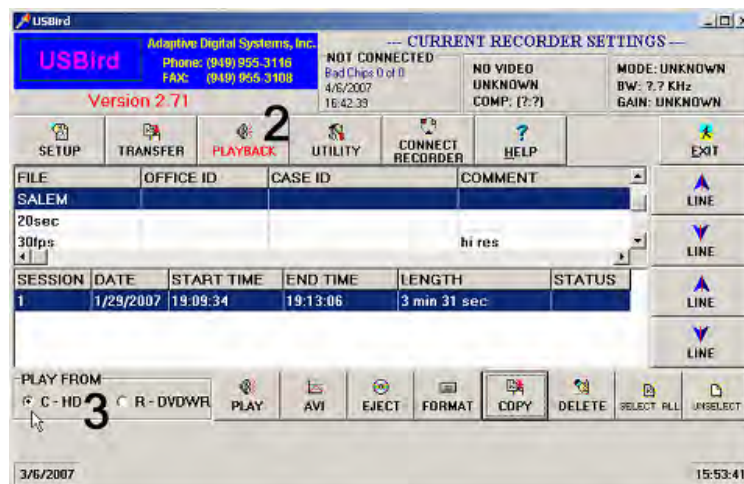 USBird
USBird
Adaptive Digital Systems, Inc.
Phone: (949) 955-3116
FAX: (949) 955-3108
Version 2.71
--- CURRENT RECORDER SETTINGS ---
NOT CONNECTED
Bad Chips 0 of 0
4/6/2007
16:42:39
NO VIDEO
UNKNOWN
COMP: [?:?]
MODE: UNKNOWN
BW: ?.? KHz
GAIN: UNKNOWN
SETUP TRANSFER PLAYBACK 2 UTILITY CONNECT RECORDER HELP EXIT
FILE OFFICE ID CASE ID COMMENT
SALEM
20sec
30fps hi res
LINE
LINE
SESSION DATE START TIME END TIME LENGTH STATUS
1 1/29/2007 19:09:34 19:13:06 3 min 31 sec
LINE
LINE
PLAY FROM
C - HD 3 R - DVDWR PLAY AVI EJECT FORMAT COPY DELETE SELECT ALL UNSELECT
3/6/2007 15:53:41